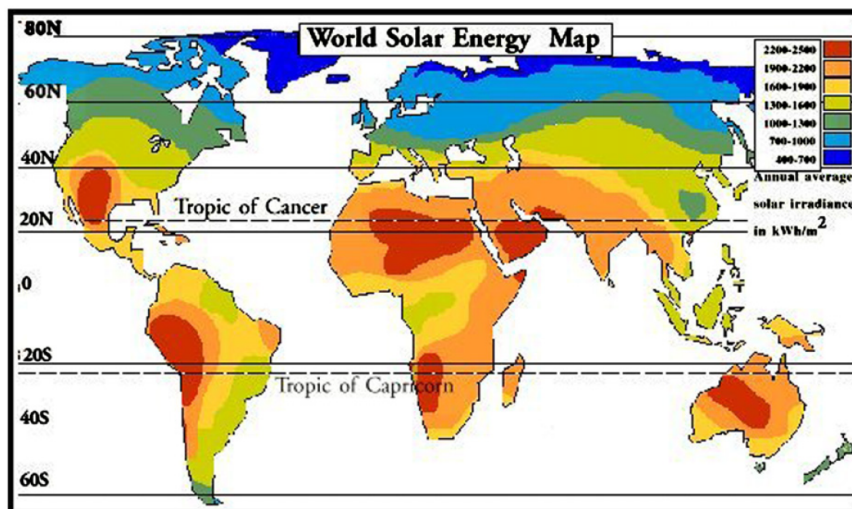 World Solar Energy Map
80N
60N
40N
Tropic of Cancer
20N
0
20S
Tropic of Capricorn
40S
60S
2200-2500
1900-2200
1600-1900
1300-1600
1000-1300
700-1000
400-700
Annual average
solar irradiance
in kWh/m²